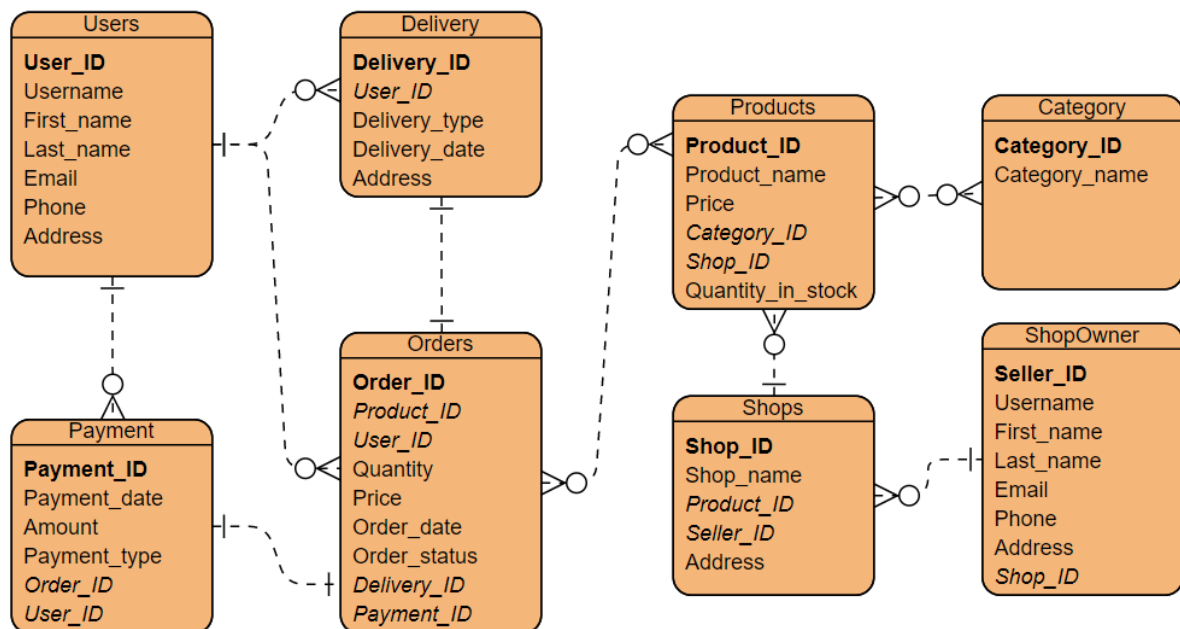 Users
User_ID
Username
First_name
Last_name
Email
Phone
Address
Delivery
Delivery_ID
User_ID
Delivery_type
Delivery_date
Address
Products
Product_ID
Product_name
Price
Category_ID
Shop_ID
Quantity_in_stock
Category
Category_ID
Category_name
Payment
Payment_ID
Payment_date
Amount
Payment_type
Order_ID
User_ID
Orders
Order_ID
Product_ID
User_ID
Quantity
Price
Order_date
Order_status
Delivery_ID
Payment_ID
Shops
Shop_ID
Shop_name
Product_ID
Seller_ID
Address
ShopOwner
Seller_ID
Username
First_name
Last_name
Email
Phone
Address
Shop_ID